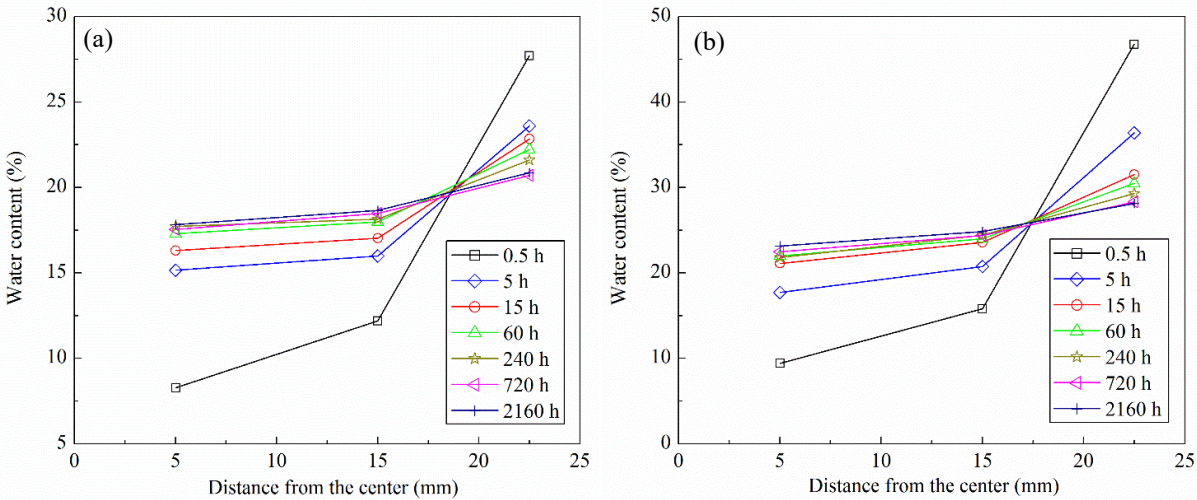 (a)
Water content (%)
30
25
20
15
10
5
0.5 h
5 h
15 h
60 h
240 h
720 h
2160 h
0 5 10 15 20 25
Distance from the center (mm)
(b)
Water content (%)
50
40
30
20
10
0
0.5 h
5 h
15 h
60 h
240 h
720 h
2160 h
0 5 10 15 20 25
Distance from the center (mm)